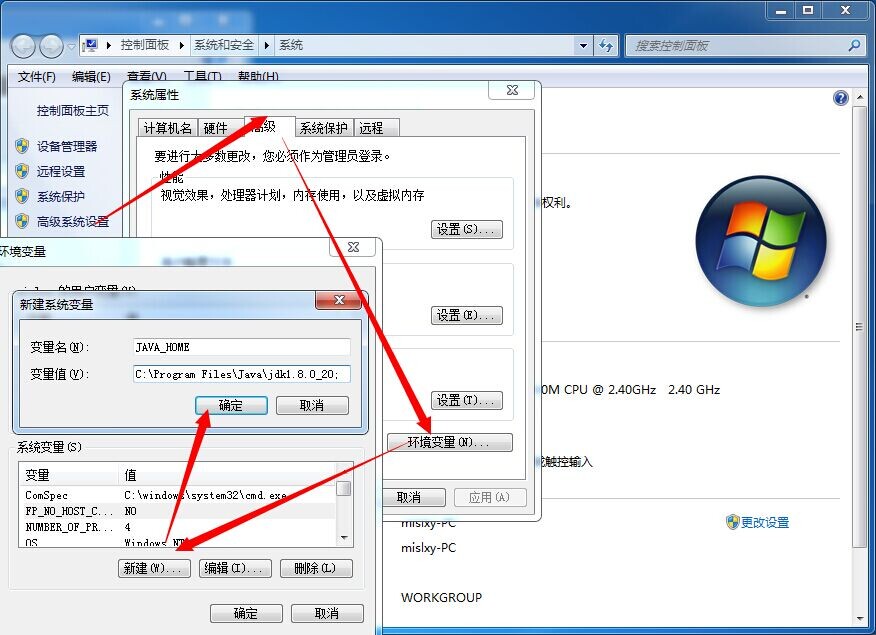 控制面板 系统和安全 系统
搜索控制面板
文件(F) 编辑(E) 查看(V) 工具(T) 帮助(H)
控制面板主页
设备管理器
远程设置
系统保护
高级系统设置
系统属性
计算机名 硬件 高级 系统保护 远程
要进行大多数更改，您必须作为管理员登录。
性能
视觉效果，处理器计划，内存使用，以及虚拟内存
设置(S)...
设置(E)...
设置(T)...
环境变量(N)...
取消 应用(A)
环境变量
的用户变量(U)
新建系统变量
变量名(N): JAVA_HOME
变量值(V): C:\Program Files\Java\jdk1.8.0_20;
确定 取消
系统变量(S)
变量 值
ComSpec C:\windows\system32\cmd.exe
FP_NO_HOST_C... NO
NUMBER_OF_PR... 4
OS Windows_NT
新建(W)... 编辑(I)... 删除(L)
确定 取消
权利。
0M CPU @ 2.40GHz 2.40 GHz
触控输入
mislxy-PC
更改设置
mislxy-PC
WORKGROUP